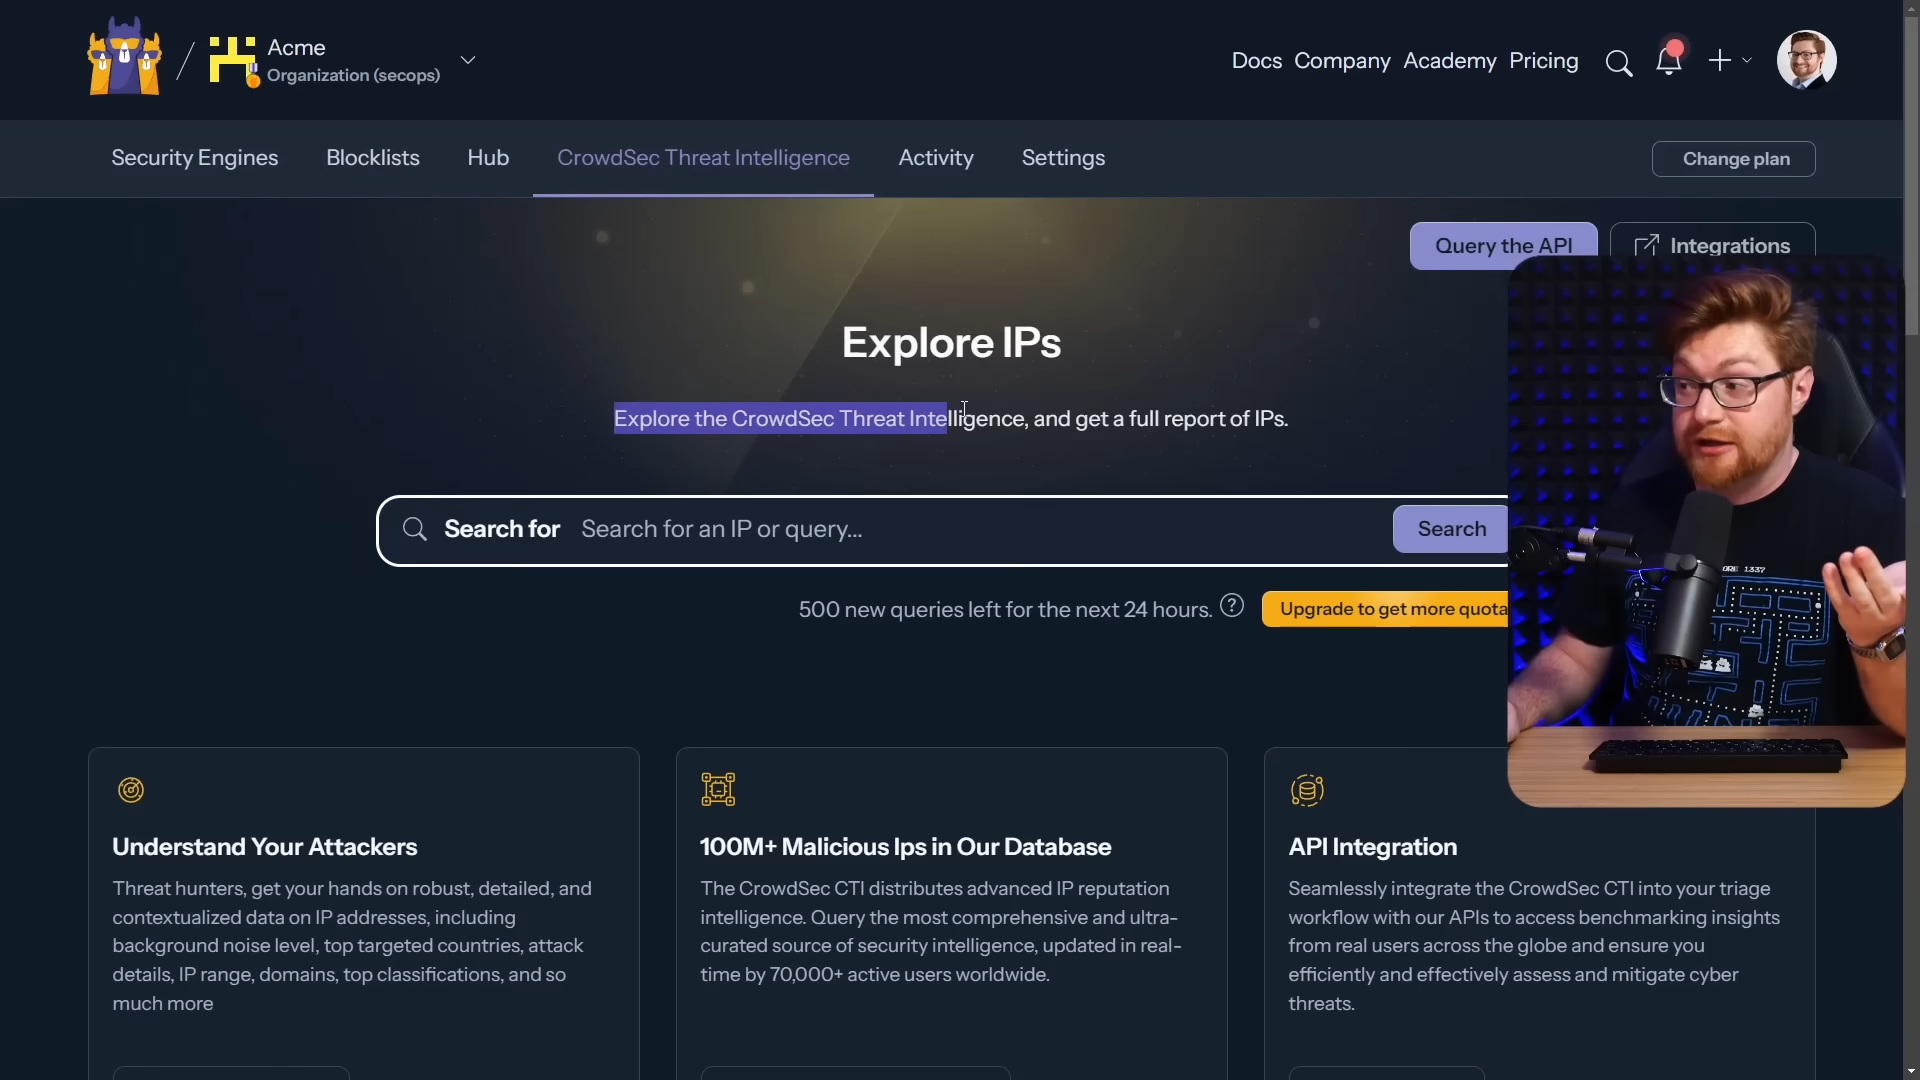 Acme
Organization (secops)
Docs Company Academy Pricing
Security Engines Blocklists Hub CrowdSec Threat Intelligence Activity Settings Change plan
Query the API Integrations
Explore IPs
Explore the CrowdSec Threat Intelligence, and get a full report of IPs.
Search for Search for an IP or query... Search
500 new queries left for the next 24 hours. ? Upgrade to get more quota
1337
Understand Your Attackers
Threat hunters, get your hands on robust, detailed, and
contextualized data on IP addresses, including
background noise level, top targeted countries, attack
details, IP range, domains, top classifications, and so
much more
100M+ Malicious Ips in Our Database
The CrowdSec CTI distributes advanced IP reputation
intelligence. Query the most comprehensive and ultra-
curated source of security intelligence, updated in real-
time by 70,000+ active users worldwide.
API Integration
Seamlessly integrate the CrowdSec CTI into your triage
workflow with our APIs to access benchmarking insights
from real users across the globe and ensure you
efficiently and effectively assess and mitigate cyber
threats.